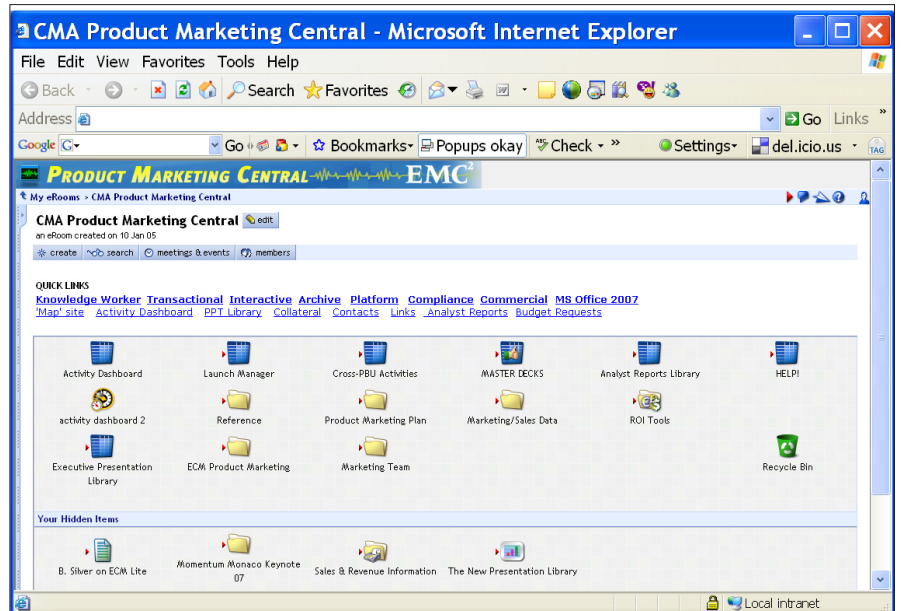 CMA Product Marketing Central - Microsoft Internet Explorer
File Edit View Favorites Tools Help
Back Search Favorites
Address Go Links »
Google G Go Bookmarks Popups okay Check » Settings del.icio.us TAG
PRODUCT MARKETING CENTRAL EMC²
My eRooms > CMA Product Marketing Central
CMA Product Marketing Central edit
an eRoom created on 10 Jan 05
create search meetings & events members
QUICK LINKS
Knowledge Worker Transactional Interactive Archive Platform Compliance Commercial MS Office 2007
'Map' site Activity Dashboard PPT Library Collateral Contacts Links Analyst Reports Budget Requests
Activity Dashboard Launch Manager Cross-PBU Activities MASTER DECKS Analyst Reports Library HELP!
activity dashboard 2 Reference Product Marketing Plan Marketing/Sales Data ROI Tools
Executive Presentation ECM Product Marketing Marketing Team Recycle Bin
Library
Your Hidden Items
B. Silver on ECM Lite Momentum Monaco Keynote Sales & Revenue Information The New Presentation Library
07
Local intranet